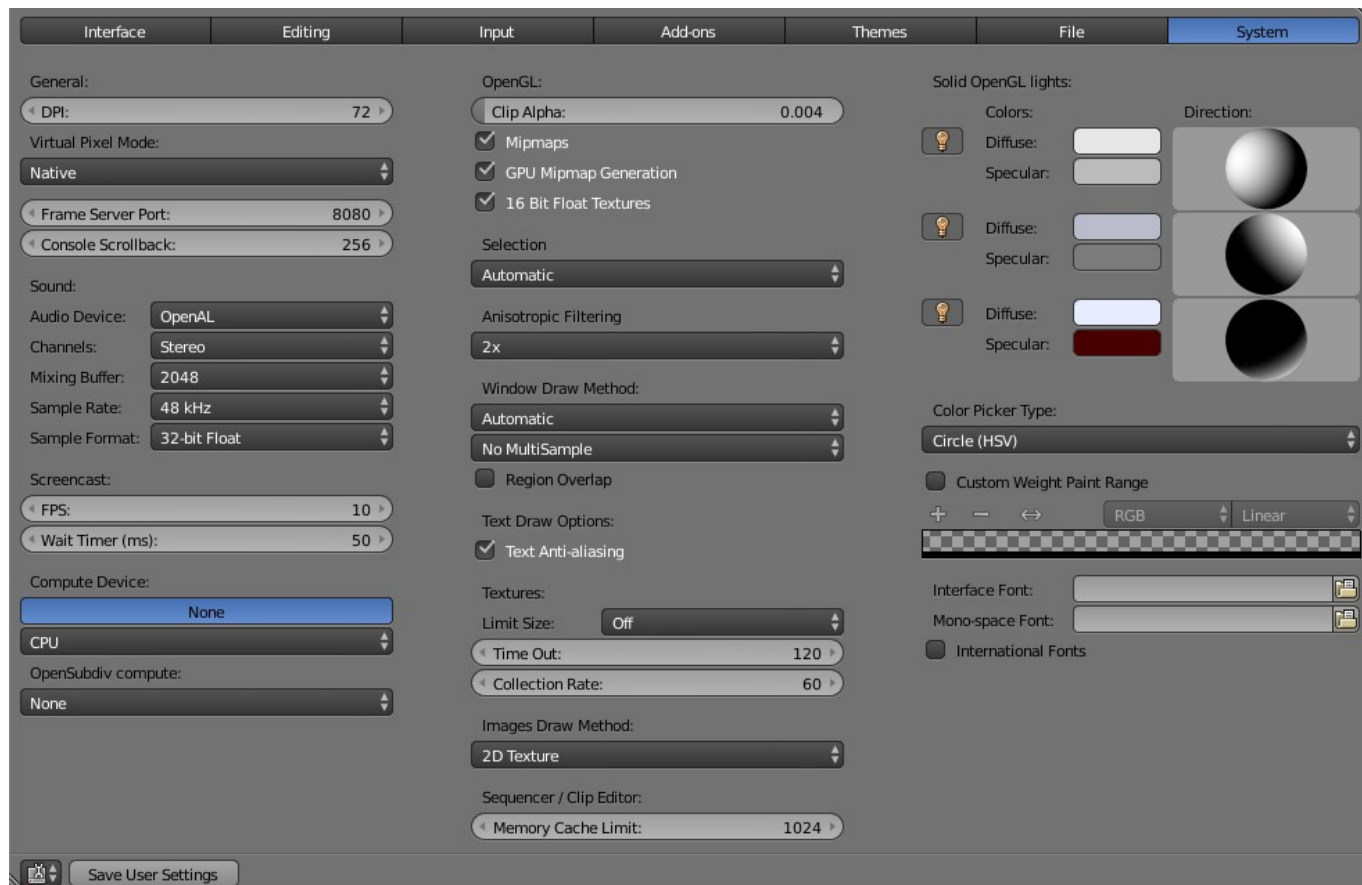 Interface Editing Input Add-ons Themes File System
General:
DPI: 72
Virtual Pixel Mode:
Native
Frame Server Port: 8080
Console Scrollback: 256
Sound:
Audio Device: OpenAL
Channels: Stereo
Mixing Buffer: 2048
Sample Rate: 48 kHz
Sample Format: 32-bit Float
Screencast:
FPS: 10
Wait Timer (ms): 50
Compute Device:
None
CPU
OpenSubdiv compute:
None
OpenGL:
Clip Alpha: 0.004
Mipmaps
GPU Mipmap Generation
16 Bit Float Textures
Selection
Automatic
Anisotropic Filtering
2x
Window Draw Method:
Automatic
No MultiSample
Region Overlap
Text Draw Options:
Text Anti-aliasing
Textures:
Limit Size: Off
Time Out: 120
Collection Rate: 60
Images Draw Method:
2D Texture
Sequencer / Clip Editor:
Memory Cache Limit: 1024
Solid OpenGL lights:
Colors: Direction:
Diffuse:
Specular:
Diffuse:
Specular:
Diffuse:
Specular:
Color Picker Type:
Circle (HSV)
Custom Weight Paint Range
RGB Linear
Interface Font:
Mono-space Font:
International Fonts
Save User Settings